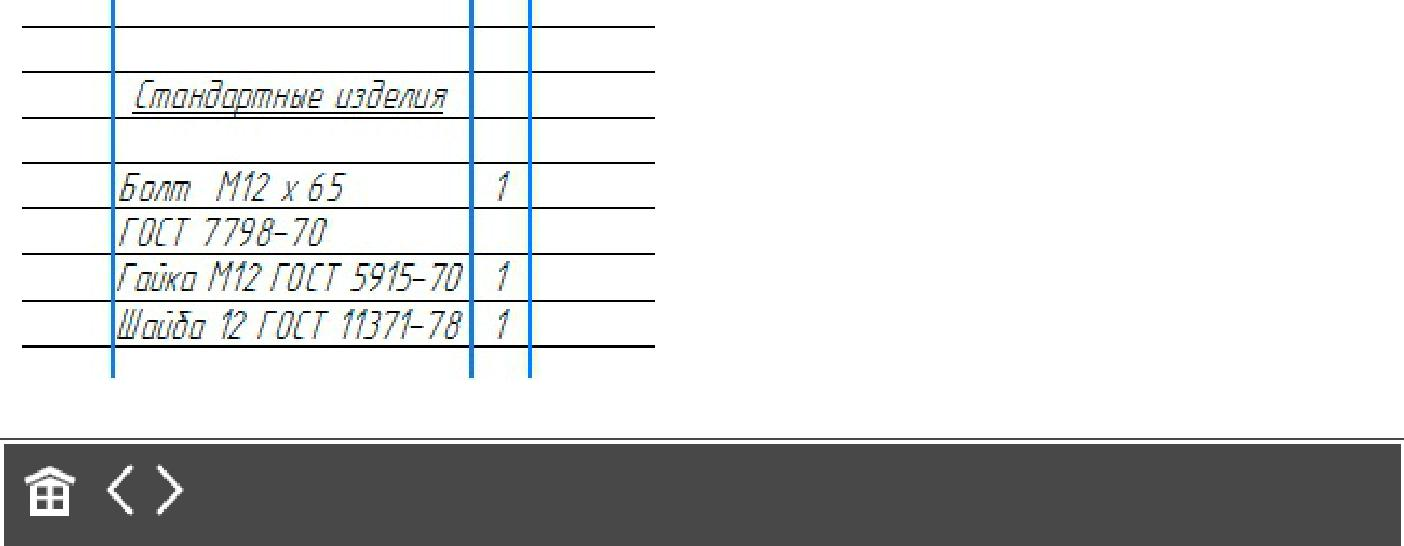 Стандартные изделия
Болт М12 х 65 1
ГОСТ 7798-70
Гайка М12 ГОСТ 5915-70 1
Шайба 12 ГОСТ 11371-78 1